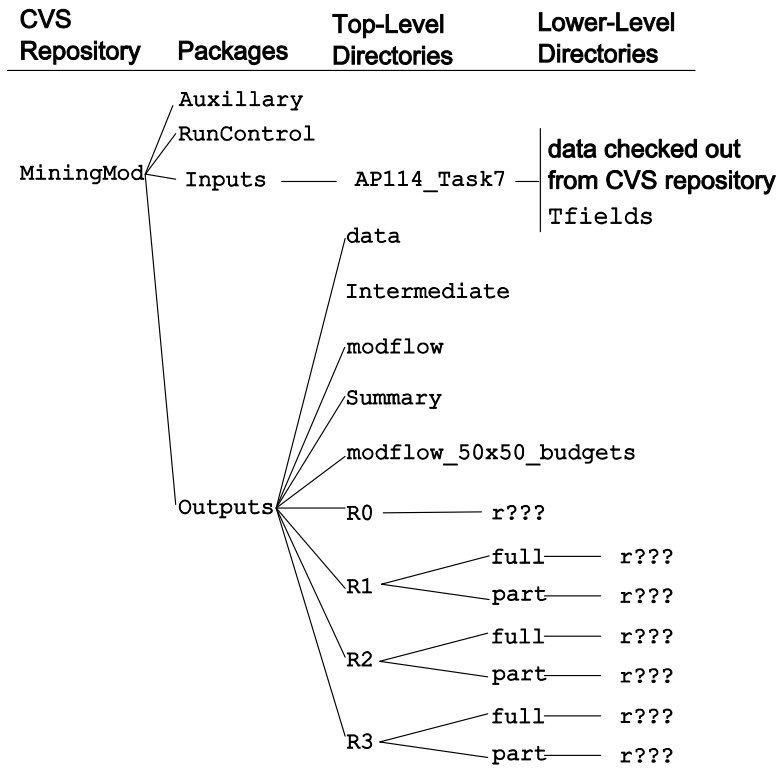 CVS Repository
Packages
Top-Level Directories
Lower-Level Directories
Auxillary
RunControl
MiningMod
Inputs
AP114_Task7
data checked out
from CVS repository
Tfields
data
Intermediate
modflow
Summary
modflow_50x50_budgets
Outputs
R0
r???
R1
full
r???
part
r???
R2
full
r???
part
r???
R3
full
r???
part
r???